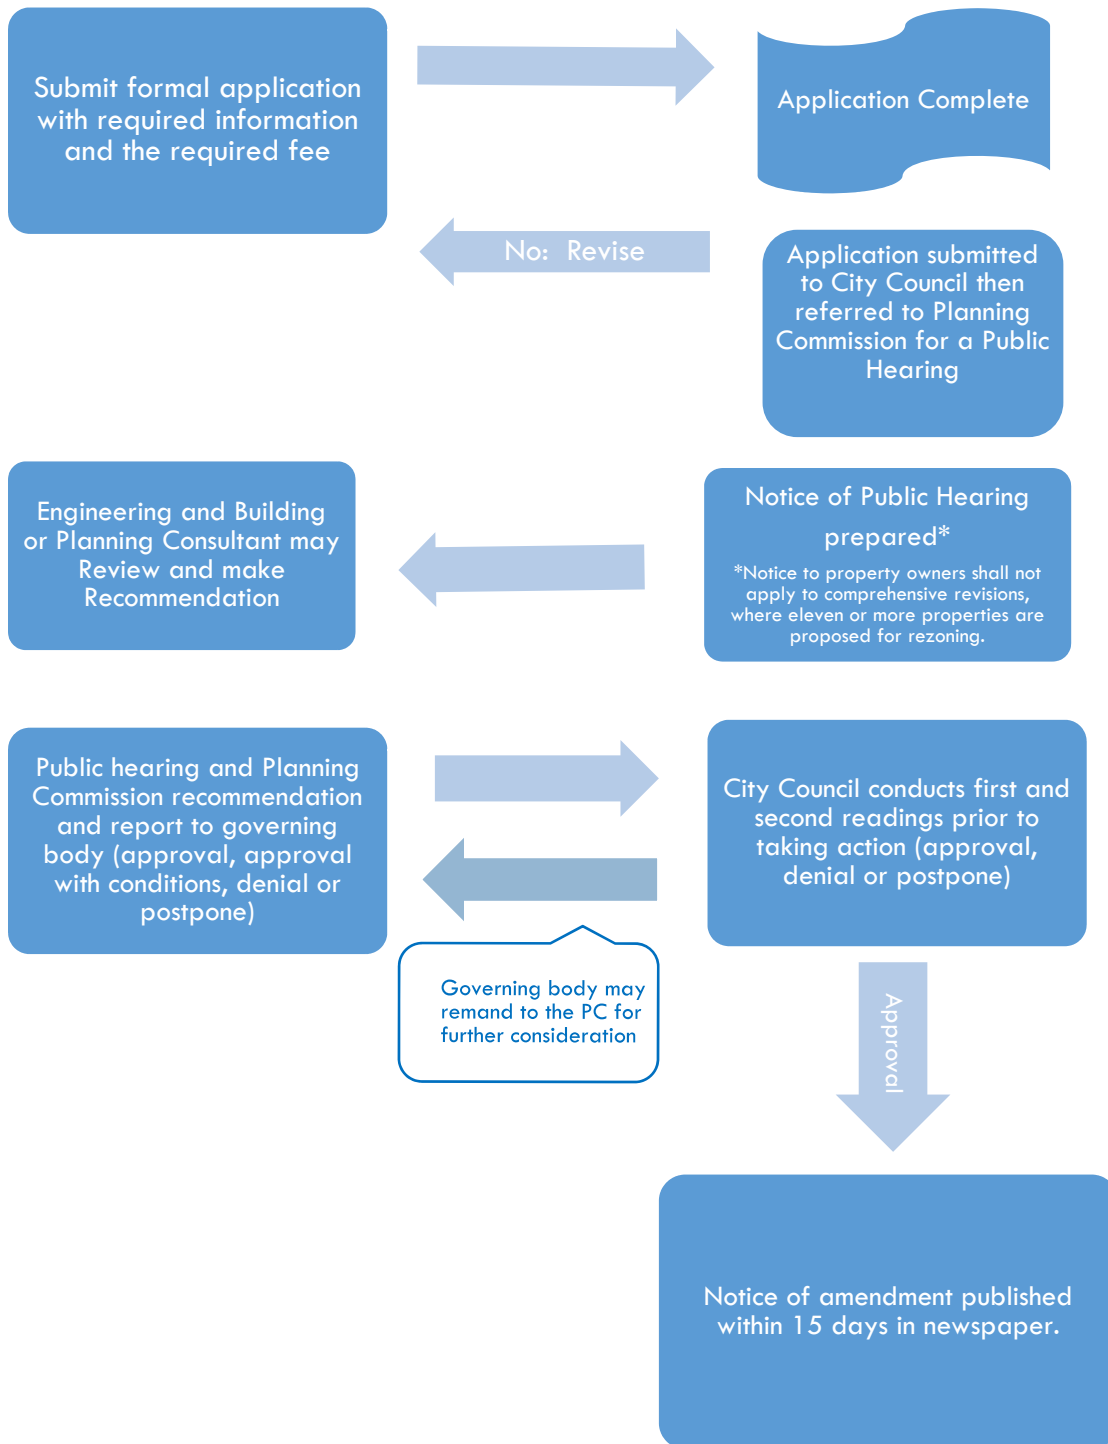 Submit formal application
with required information
and the required fee
Application Complete
No: Revise
Application submitted
to City Council then
referred to Planning
Commission for a Public
Hearing
Engineering and Building
or Planning Consultant may
Review and make
Recommendation
Notice of Public Hearing
prepared*
*Notice to property owners shall not
apply to comprehensive revisions,
where eleven or more properties are
proposed for rezoning.
Public hearing and Planning
Commission recommendation
and report to governing
body (approval, approval
with conditions, denial or
postpone)
City Council conducts first and
second readings prior to
taking action (approval,
denial or postpone)
Governing body may
remand to the PC for
further consideration
Approval
Notice of amendment published
within 15 days in newspaper.